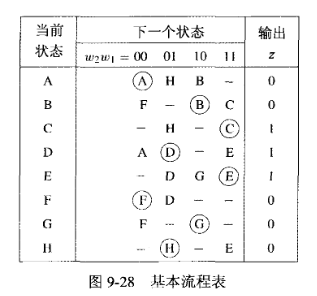 当前 下一个状态 输出
状态 w₂w₁ = 00 01 10 11 z
A Ⓐ H B ~ 0
B F - Ⓑ C 0
C - H - Ⓒ 1
D A Ⓓ - E 1
E - D G Ⓔ 1
F Ⓕ D - - 0
G F - Ⓖ - 0
H - Ⓗ - E 0
图 9-28 基本流程表